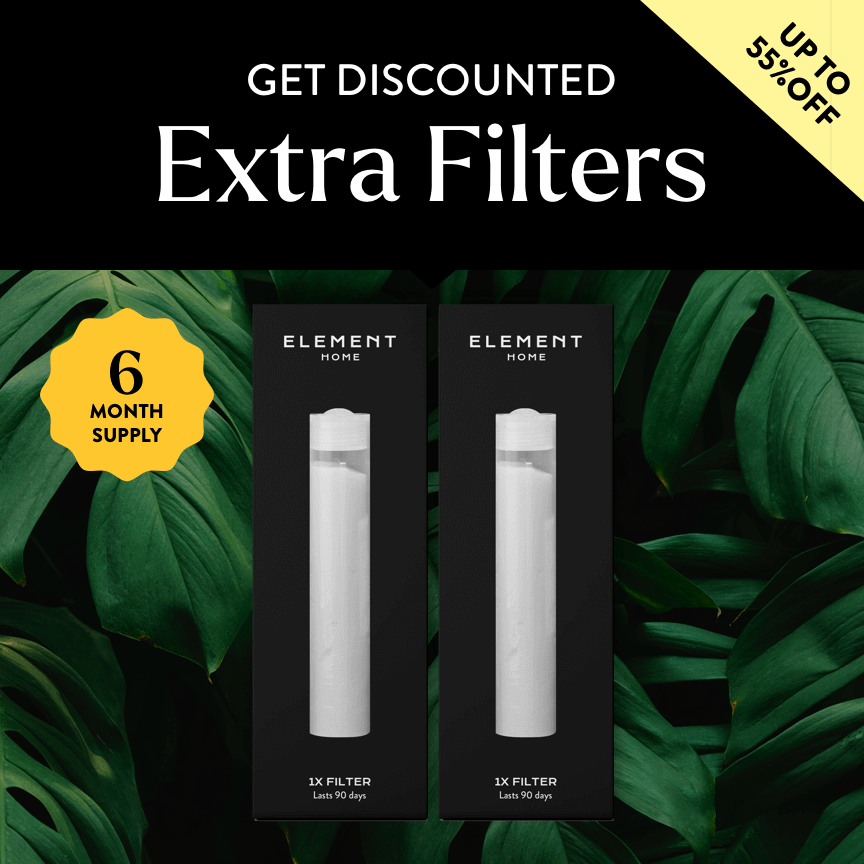 GET DISCOUNTED
Extra Filters
UP TO
55%OFF
6
MONTH
SUPPLY
ELEMENT
HOME
1X FILTER
Lasts 90 days
ELEMENT
HOME
1X FILTER
Lasts 90 days